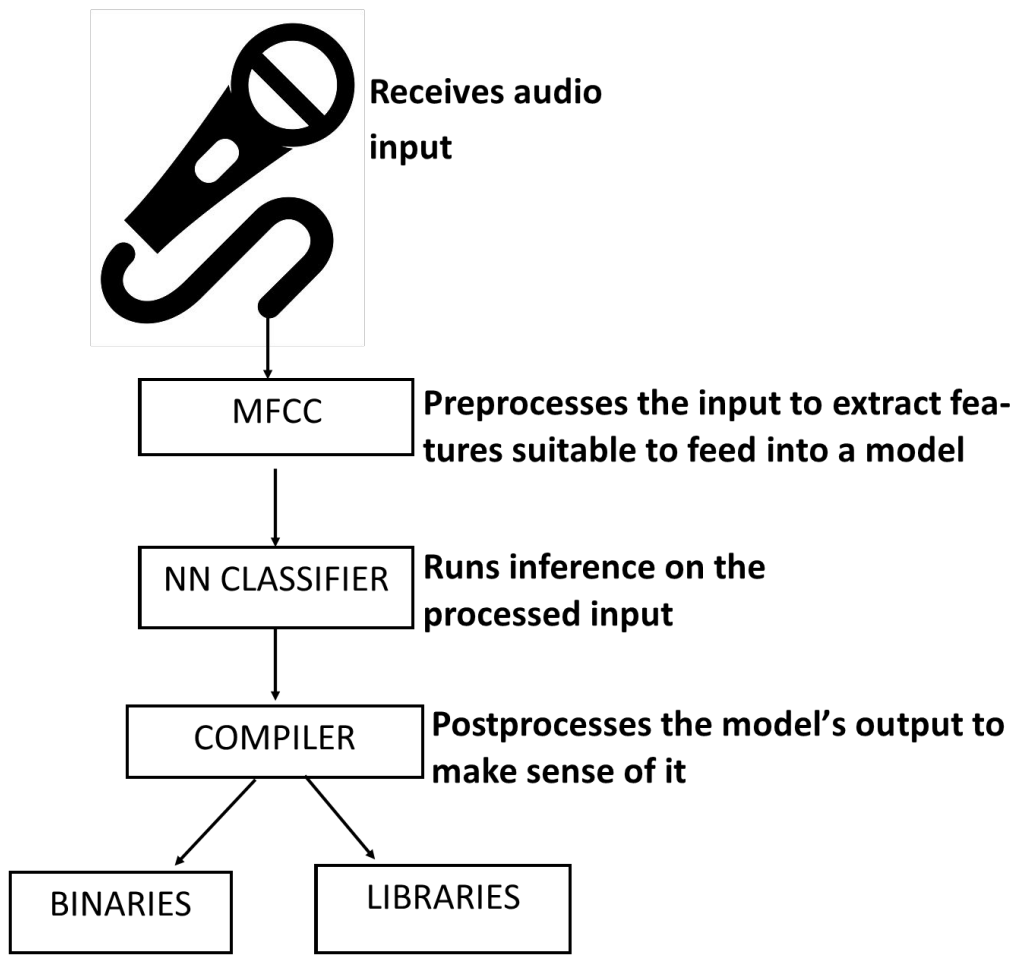 Receives audio
input
MFCC
Preprocesses the input to extract fea-
tures suitable to feed into a model
NN CLASSIFIER
Runs inference on the
processed input
COMPILER
Postprocesses the model’s output to
make sense of it
BINARIES
LIBRARIES